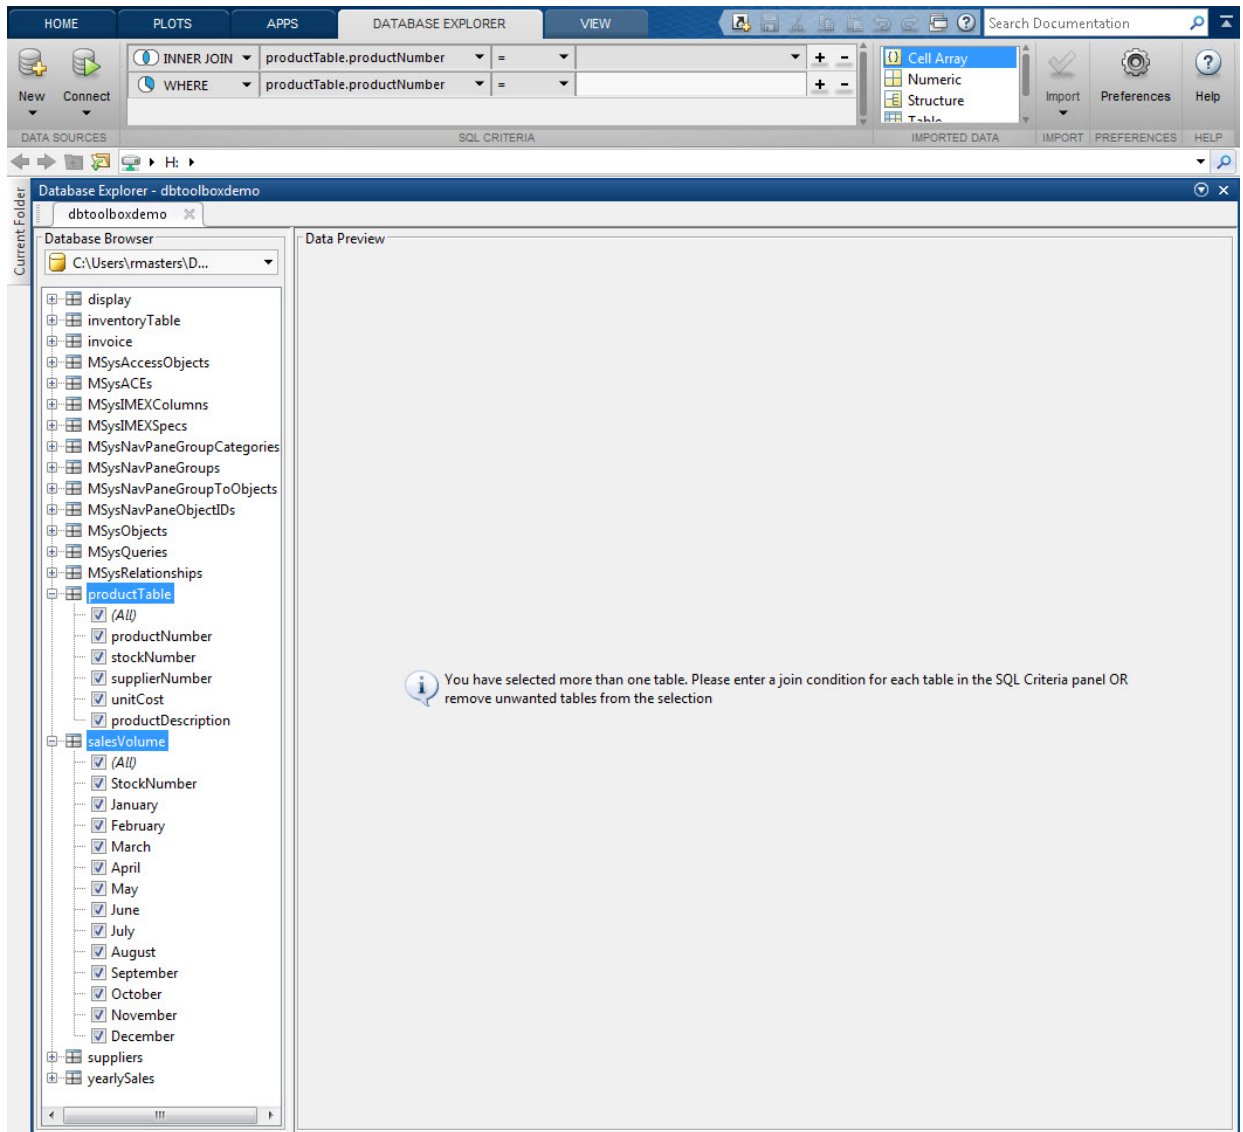 HOME PLOTS APPS DATABASE EXPLORER VIEW Search Documentation
INNER JOIN productTable.productNumber = + -
WHERE productTable.productNumber = + -
Cell Array
Numeric
Structure
Table
New Connect Import Preferences Help
DATA SOURCES SQL CRITERIA IMPORTED DATA IMPORT PREFERENCES HELP
H:
Current Folder
Database Explorer - dbtoolboxdemo
dbtoolboxdemo
Database Browser
C:\Users\rmasters\D...
Data Preview
display
inventoryTable
invoice
MSysAccessObjects
MSysACEs
MSysIMEXColumns
MSysIMEXSpecs
MSysNavPaneGroupCategories
MSysNavPaneGroups
MSysNavPaneGroupToObjects
MSysNavPaneObjectIDs
MSysObjects
MSysQueries
MSysRelationships
productTable
(All)
productNumber
stockNumber
supplierNumber
unitCost
productDescription
salesVolume
(All)
StockNumber
January
February
March
April
May
June
July
August
September
October
November
December
suppliers
yearlySales
You have selected more than one table. Please enter a join condition for each table in the SQL Criteria panel OR
remove unwanted tables from the selection